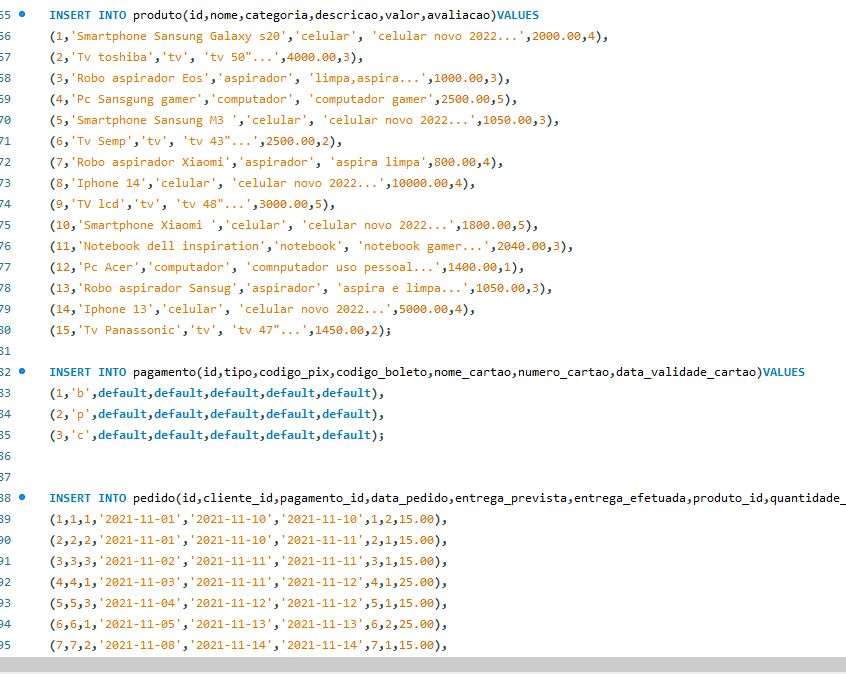 65 INSERT INTO produto(id,nome,categoria,descricao,valor,avaliacao)VALUES
66 (1,'Smartphone Sansung Galaxy s20','celular', 'celular novo 2022...',2000.00,4),
67 (2,'Tv toshiba','tv', 'tv 50"...',4000.00,3),
68 (3,'Robo aspirador Eos','aspirador', 'limpa,aspira...',1000.00,3),
69 (4,'Pc Sansgung gamer','computador', 'computador gamer',2500.00,5),
70 (5,'Smartphone Sansung M3 ','celular', 'celular novo 2022...',1050.00,3),
71 (6,'Tv Semp','tv', 'tv 43"...',2500.00,2),
72 (7,'Robo aspirador Xiaomi','aspirador', 'aspira limpa',800.00,4),
73 (8,'Iphone 14','celular', 'celular novo 2022...',10000.00,4),
74 (9,'TV lcd','tv', 'tv 48"...',3000.00,5),
75 (10,'Smartphone Xiaomi ','celular', 'celular novo 2022...',1800.00,5),
76 (11,'Notebook dell inspiration','notebook', 'notebook gamer...',2040.00,3),
77 (12,'Pc Acer','computador', 'comnputador uso pessoal...',1400.00,1),
78 (13,'Robo aspirador Sansug','aspirador', 'aspira e limpa...',1050.00,3),
79 (14,'Iphone 13','celular', 'celular novo 2022...',5000.00,4),
80 (15,'Tv Panassonic','tv', 'tv 47"...',1450.00,2);
81
82 INSERT INTO pagamento(id,tipo,codigo_pix,codigo_boleto,nome_cartao,numero_cartao,data_validade_cartao)VALUES
83 (1,'b',default,default,default,default,default),
84 (2,'p',default,default,default,default,default),
85 (3,'c',default,default,default,default,default);
86
87
88 INSERT INTO pedido(id,cliente_id,pagamento_id,data_pedido,entrega_prevista,entrega_efetuada,produto_id,quantidade_
89 (1,1,1,'2021-11-01','2021-11-10','2021-11-10',1,2,15.00),
90 (2,2,2,'2021-11-01','2021-11-10','2021-11-11',2,1,15.00),
91 (3,3,3,'2021-11-02','2021-11-11','2021-11-11',3,1,15.00),
92 (4,4,1,'2021-11-03','2021-11-11','2021-11-12',4,1,25.00),
93 (5,5,3,'2021-11-04','2021-11-12','2021-11-12',5,1,15.00),
94 (6,6,1,'2021-11-05','2021-11-13','2021-11-13',6,2,25.00),
95 (7,7,2,'2021-11-08','2021-11-14','2021-11-14',7,1,15.00),